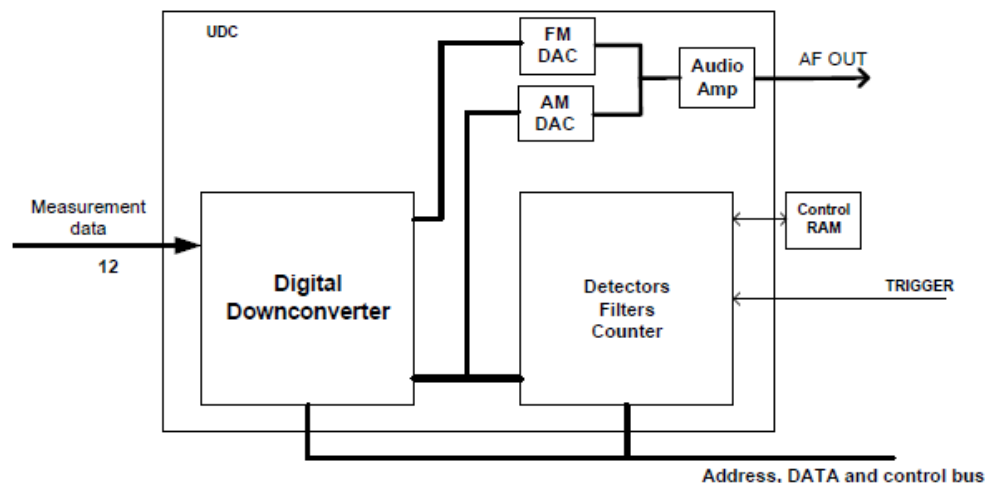 UDC
FM
DAC
AM
DAC
Audio
Amp
AF OUT
Measurement
data
12
Digital
Downconverter
Detectors
Filters
Counter
Control
RAM
TRIGGER
Address, DATA and control bus